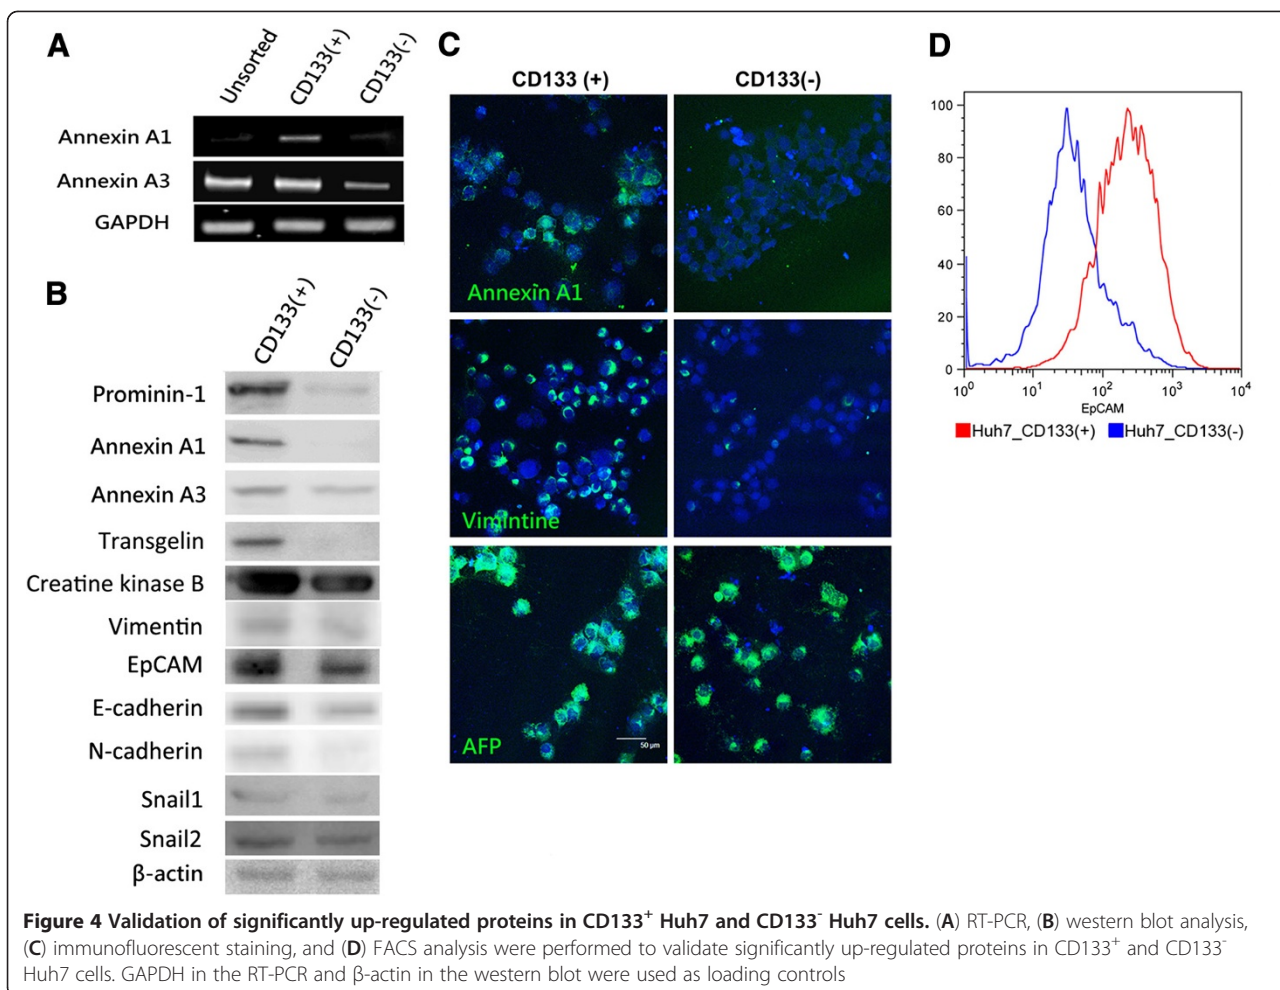 A
Unsorted
CD133(+)
CD133(-)
Annexin A1
Annexin A3
GAPDH
B
CD133(+)
CD133(-)
Prominin-1
Annexin A1
Annexin A3
Transgelin
Creatine kinase B
Vimentin
EpCAM
E-cadherin
N-cadherin
Snail1
Snail2
β-actin
C
CD133 (+)
CD133(-)
Annexin A1
Vimintine
AFP
50 µm
D
100
80
60
40
20
0
10⁰ 10¹ 10² 10³ 10⁴
EpCAM
Huh7_CD133(+) Huh7_CD133(-)
Figure 4 Validation of significantly up-regulated proteins in CD133⁺ Huh7 and CD133⁻ Huh7 cells. (A) RT-PCR, (B) western blot analysis,
(C) immunofluorescent staining, and (D) FACS analysis were performed to validate significantly up-regulated proteins in CD133⁺ and CD133⁻
Huh7 cells. GAPDH in the RT-PCR and β-actin in the western blot were used as loading controls